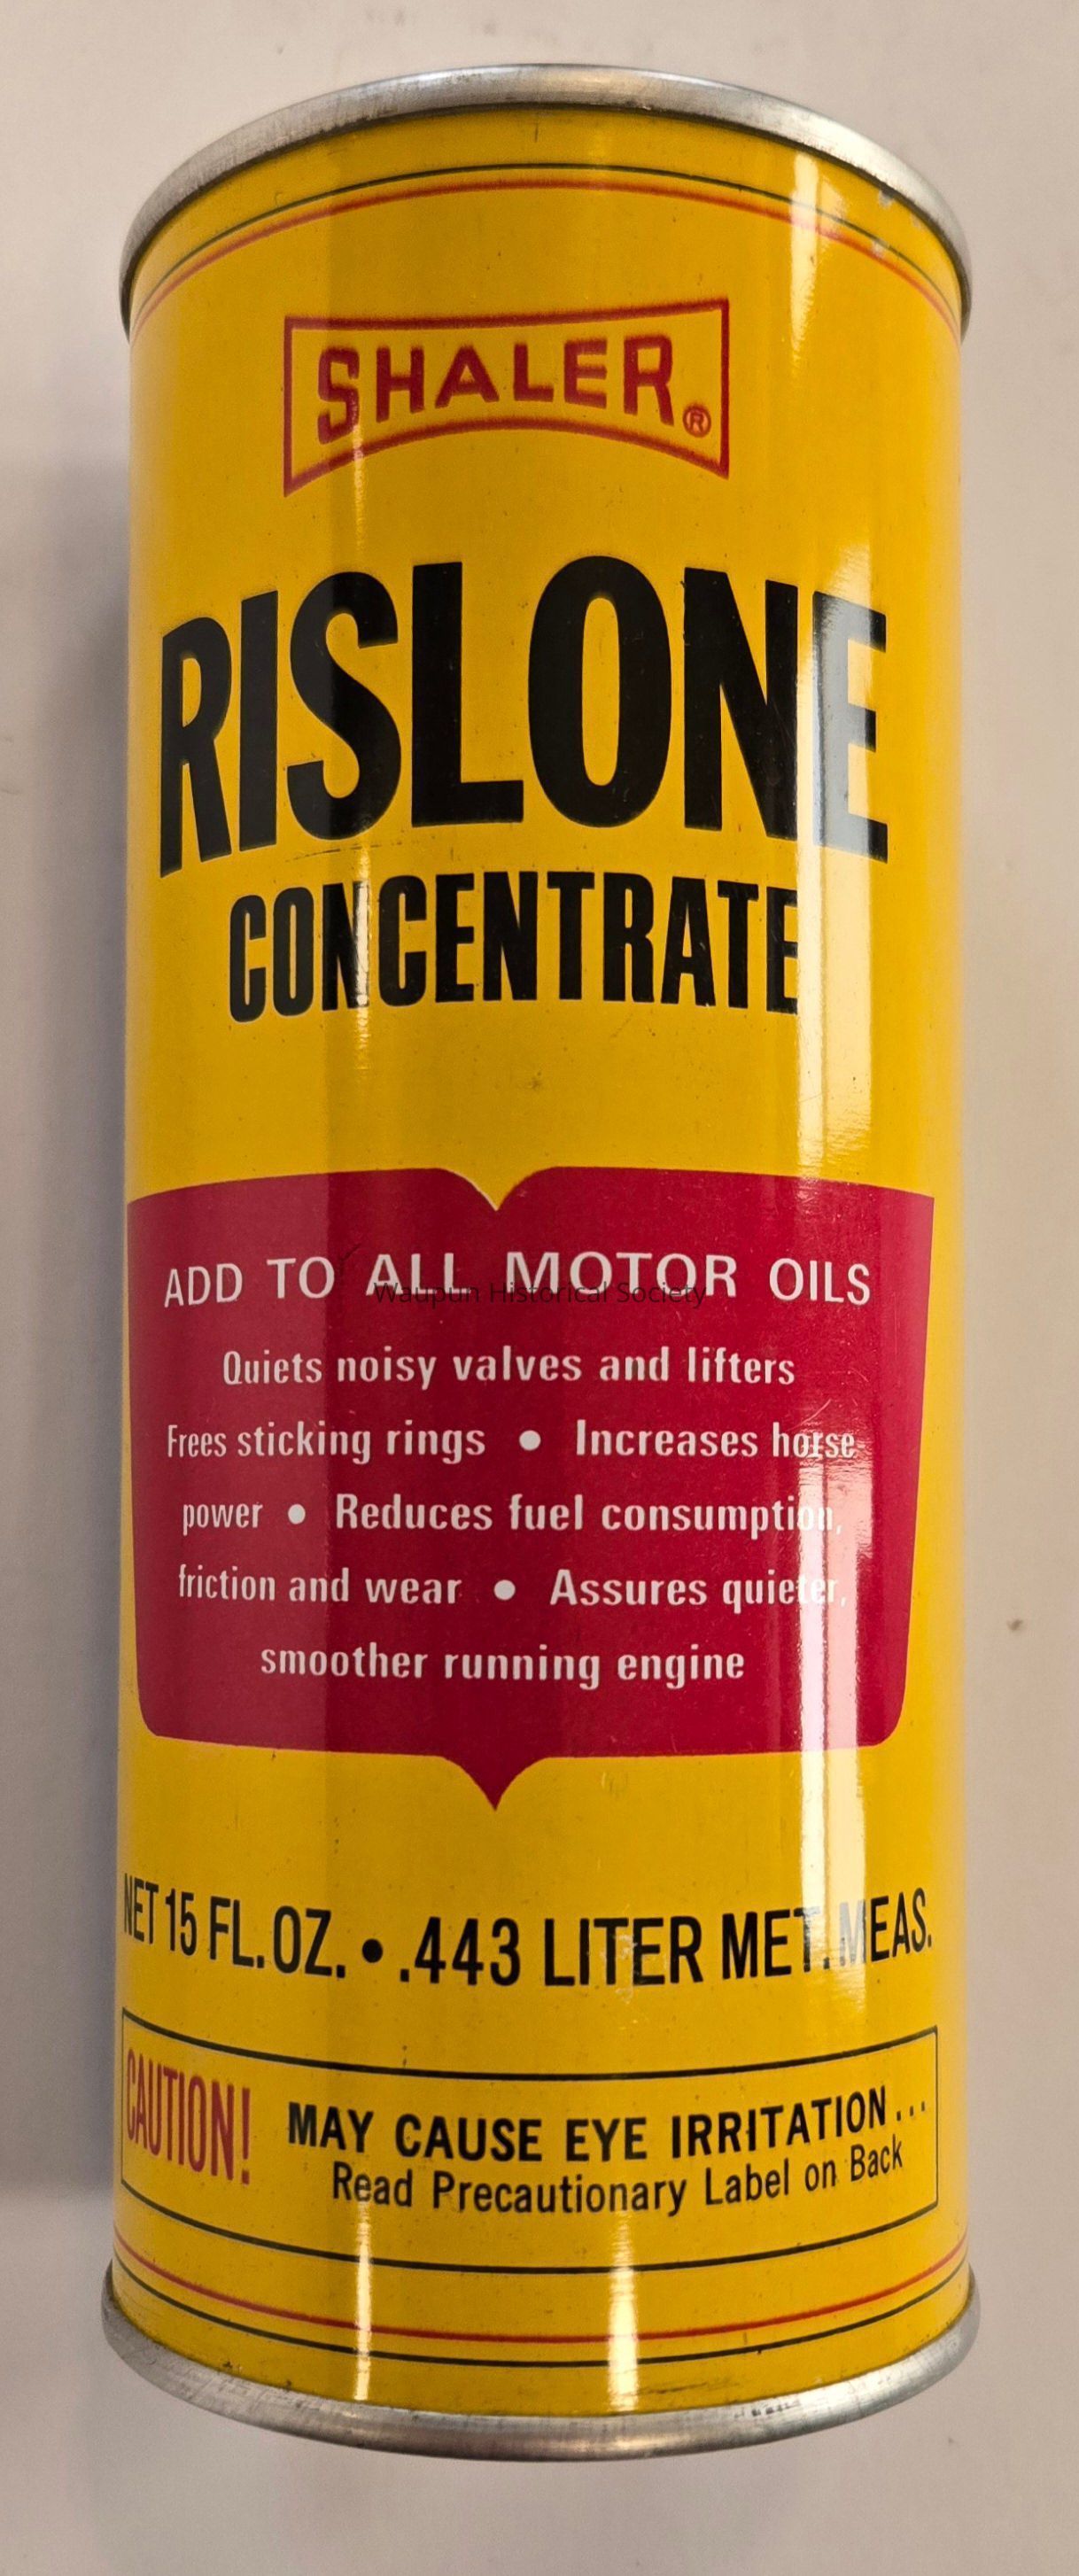 SHALER®
RISLONE
CONCENTRATE
ADD TO ALL MOTOR OILS
Waupun Historical Society
Quiets noisy valves and lifters
Frees sticking rings • Increases horse
power • Reduces fuel consumption,
friction and wear • Assures quieter,
smoother running engine
NET 15 FL.OZ. • .443 LITER MET. MEAS.
CAUTION! MAY CAUSE EYE IRRITATION...
Read Precautionary Label on Back